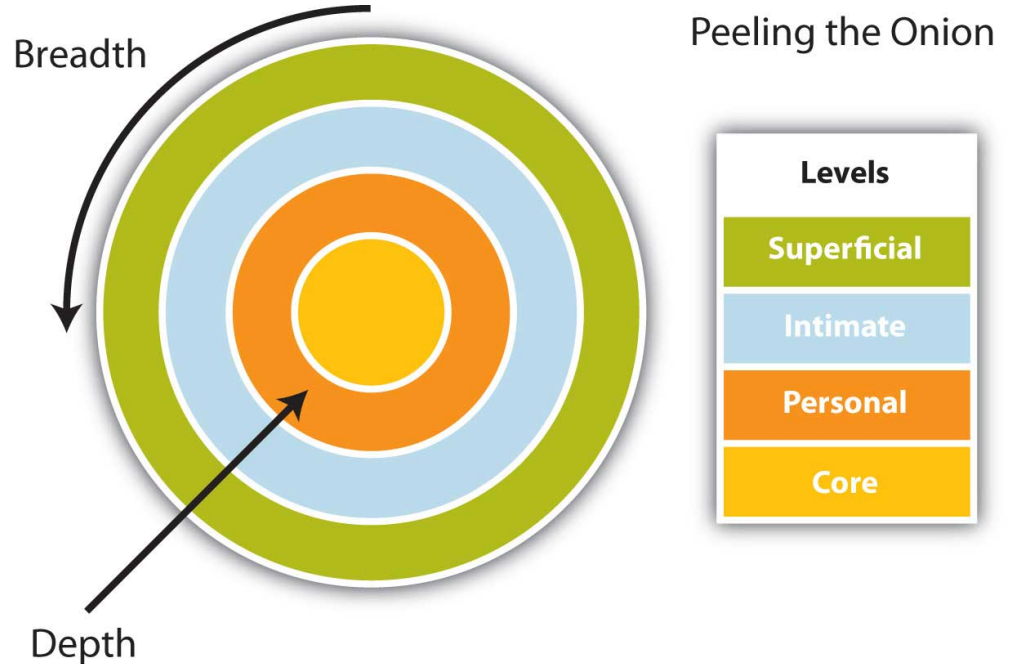 Peeling the Onion
Breadth
Levels
Superficial
Intimate
Personal
Core
Depth